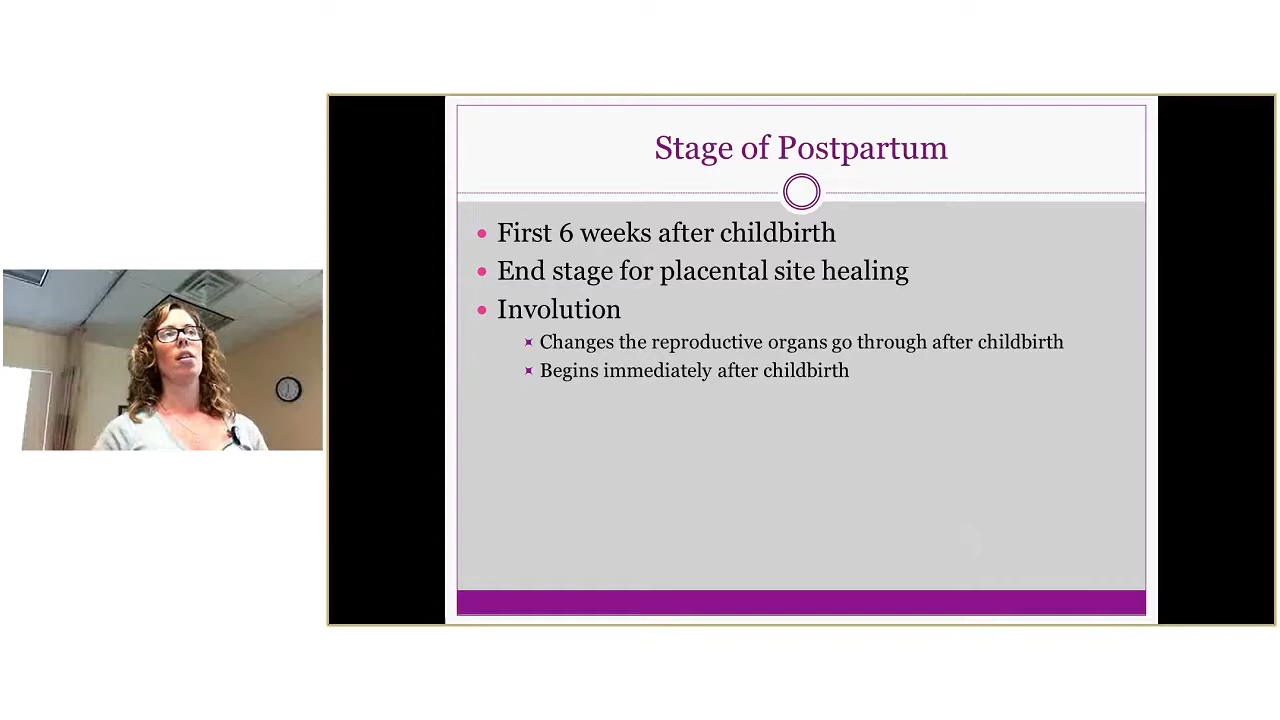 Stage of Postpartum
First 6 weeks after childbirth
End stage for placental site healing
Involution
Changes the reproductive organs go through after childbirth
Begins immediately after childbirth